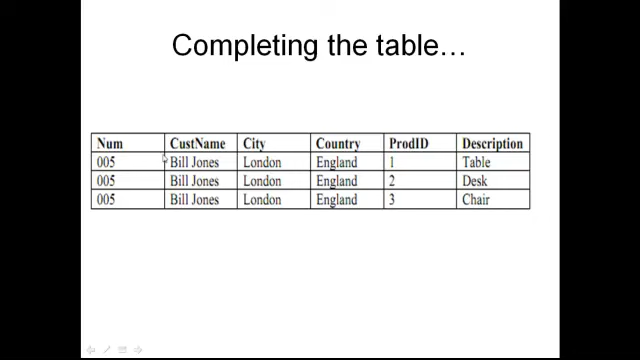 Completing the table…
Num CustName City Country ProdID Description
005 Bill Jones London England 1 Table
005 Bill Jones London England 2 Desk
005 Bill Jones London England 3 Chair